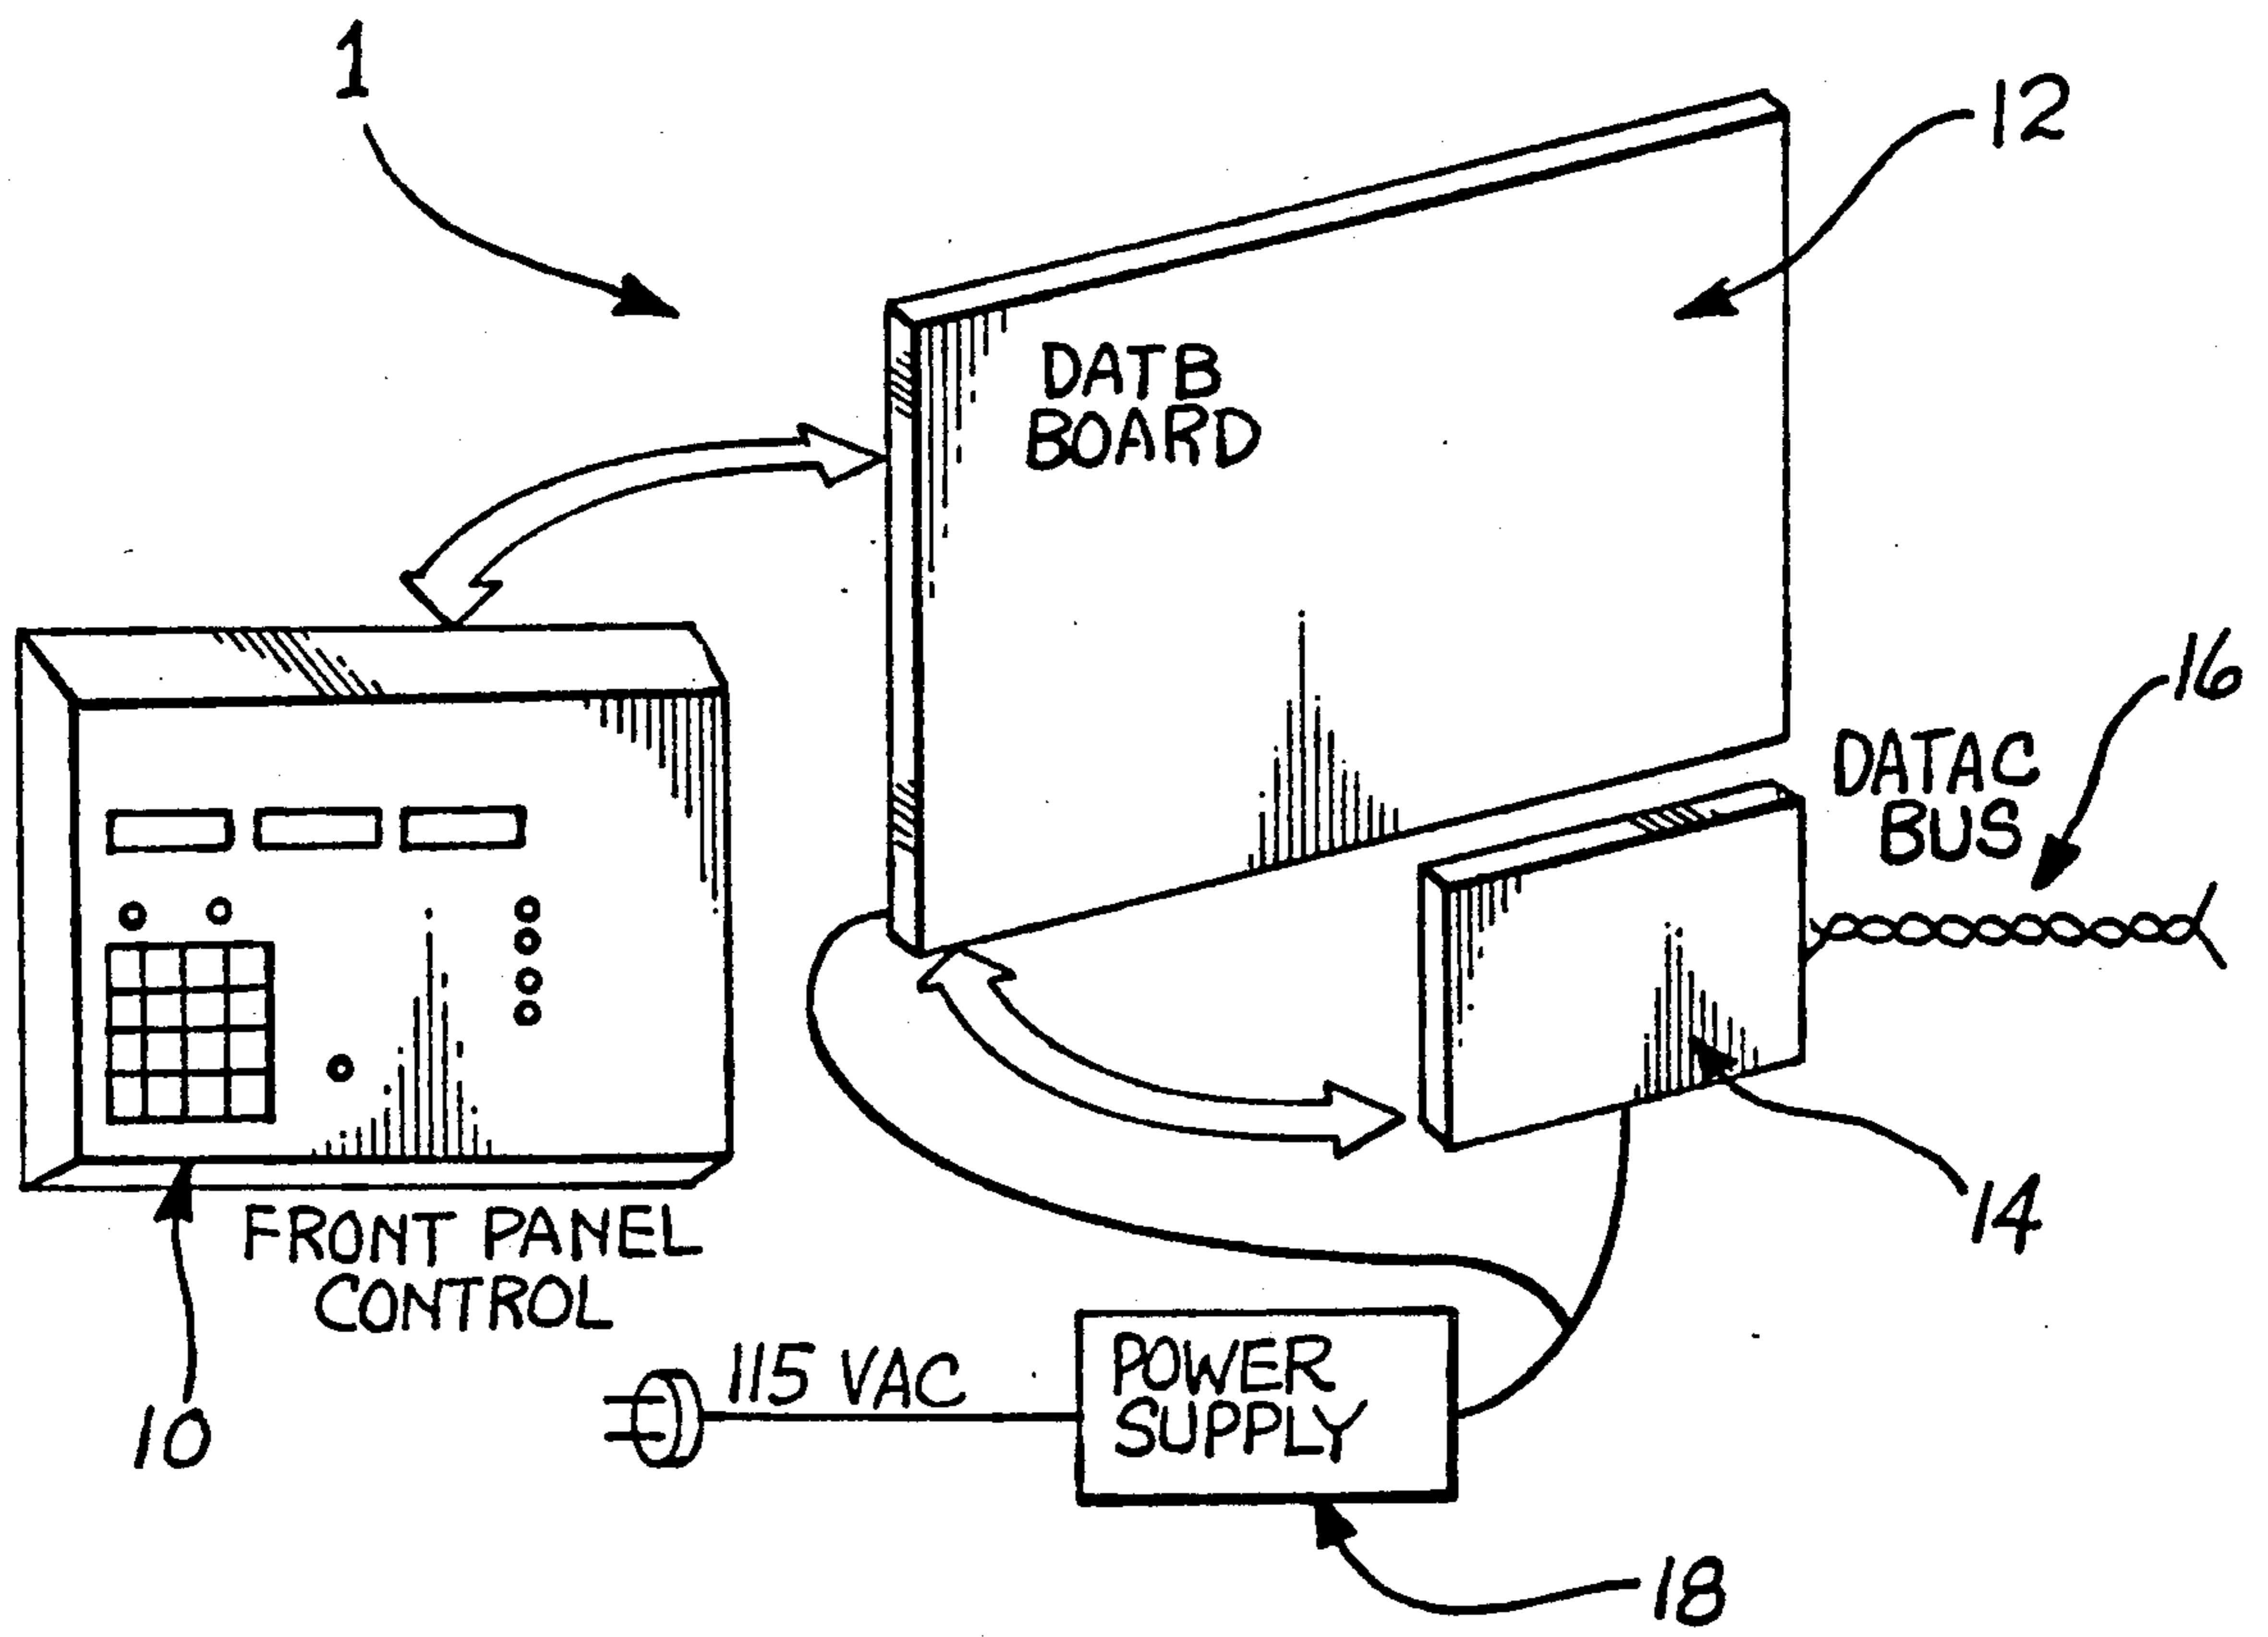 1
12
DATB
BOARD
16
DATAC
BUS
14
FRONT PANEL
CONTROL
10
115 VAC
POWER
SUPPLY
18